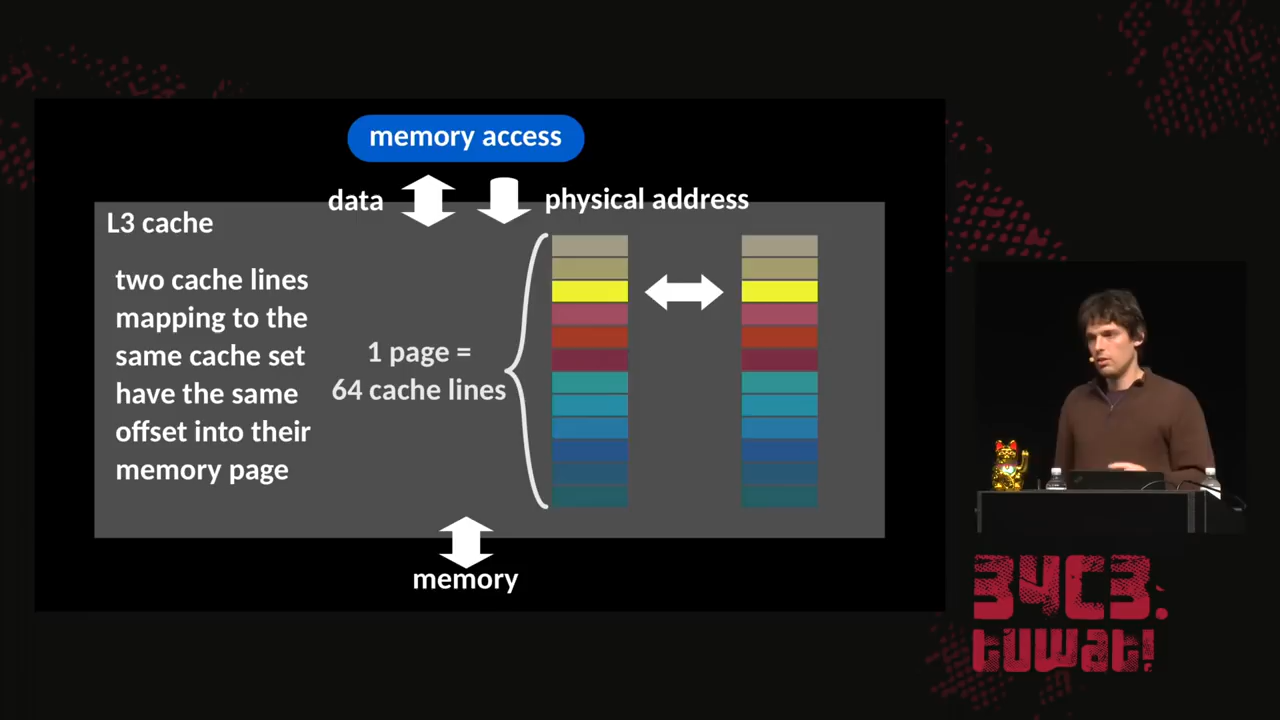 memory access
data
physical address
L3 cache
two cache lines
mapping to the
same cache set
have the same
offset into their
memory page
1 page =
64 cache lines
memory
34C3.
tuwat!